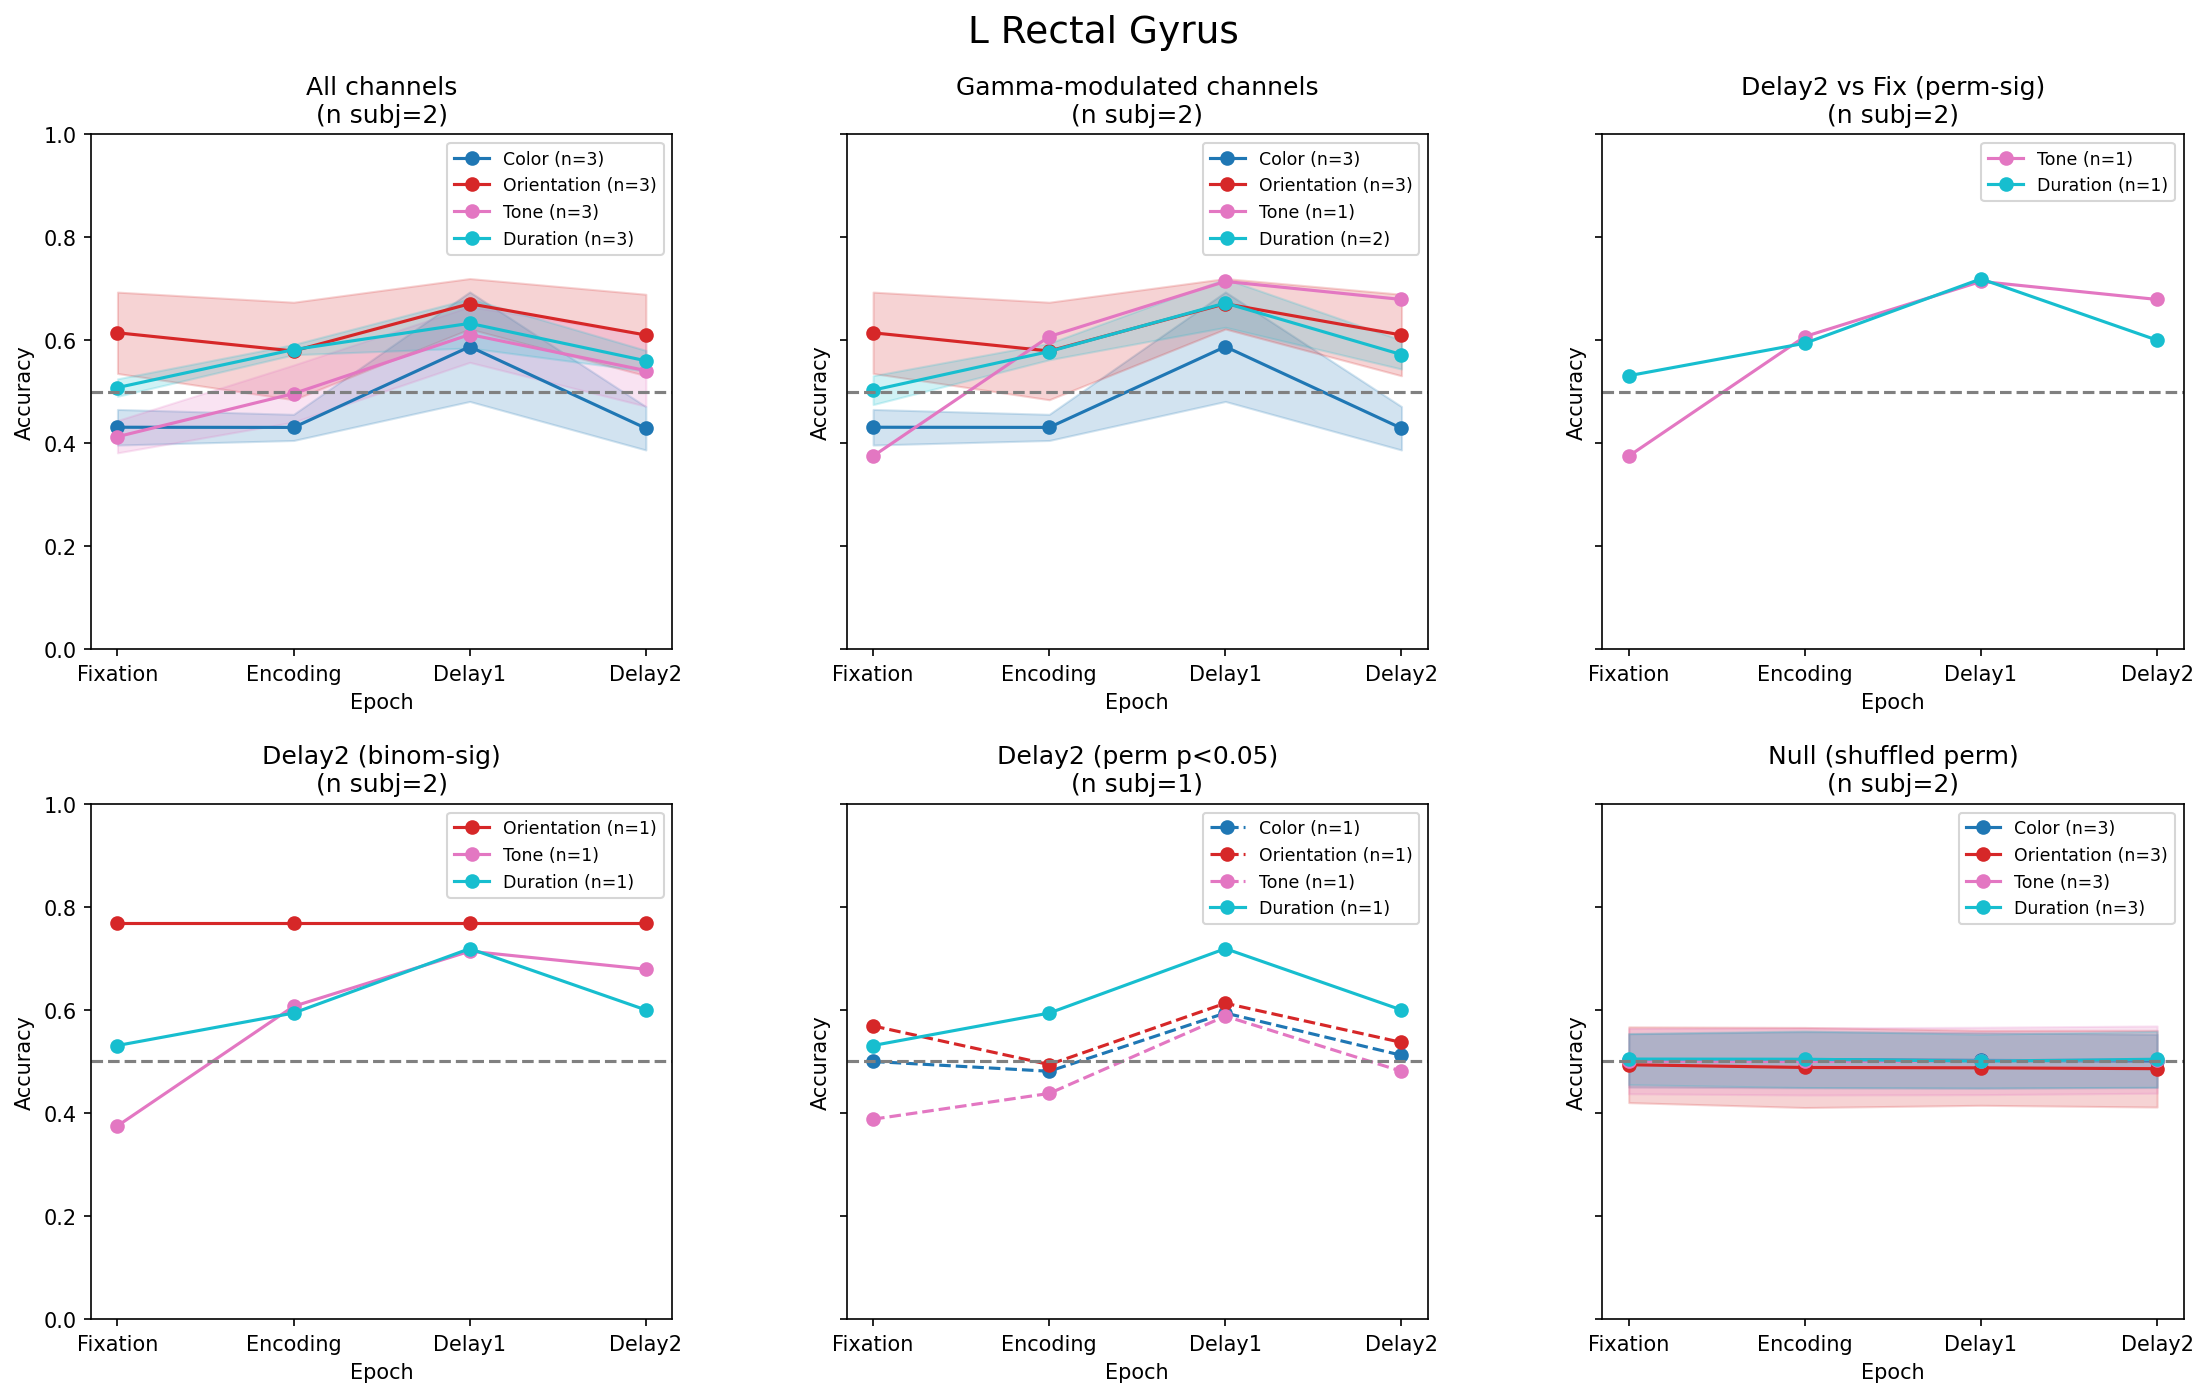 L Rectal Gyrus
All channels
(n subj=2)
1.0
0.8
0.6
0.4
0.2
0.0
Accuracy
Color (n=3)
Orientation (n=3)
Tone (n=3)
Duration (n=3)
Fixation Encoding Delay1 Delay2
Epoch
Gamma-modulated channels
(n subj=2)
Accuracy
Color (n=3)
Orientation (n=3)
Tone (n=1)
Duration (n=2)
Fixation Encoding Delay1 Delay2
Epoch
Delay2 vs Fix (perm-sig)
(n subj=2)
Accuracy
Tone (n=1)
Duration (n=1)
Fixation Encoding Delay1 Delay2
Epoch
Delay2 (binom-sig)
(n subj=2)
1.0
0.8
0.6
0.4
0.2
0.0
Accuracy
Orientation (n=1)
Tone (n=1)
Duration (n=1)
Fixation Encoding Delay1 Delay2
Epoch
Delay2 (perm p<0.05)
(n subj=1)
Accuracy
Color (n=1)
Orientation (n=1)
Tone (n=1)
Duration (n=1)
Fixation Encoding Delay1 Delay2
Epoch
Null (shuffled perm)
(n subj=2)
Accuracy
Color (n=3)
Orientation (n=3)
Tone (n=3)
Duration (n=3)
Fixation Encoding Delay1 Delay2
Epoch